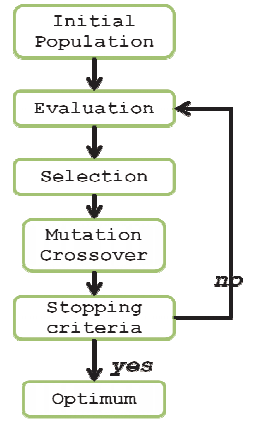 Initial
Population
Evaluation
Selection
Mutation
Crossover
Stopping
criteria
no
yes
Optimum